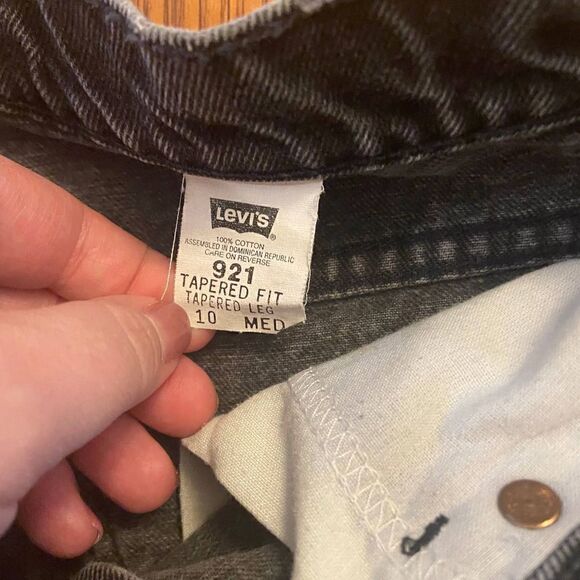 LEVI'S ®
100% COTTON
ASSEMBLED IN DOMINICAN REPUBLIC
CARE ON REVERSE
921
TAPERED FIT
TAPERED LEG
10 MED